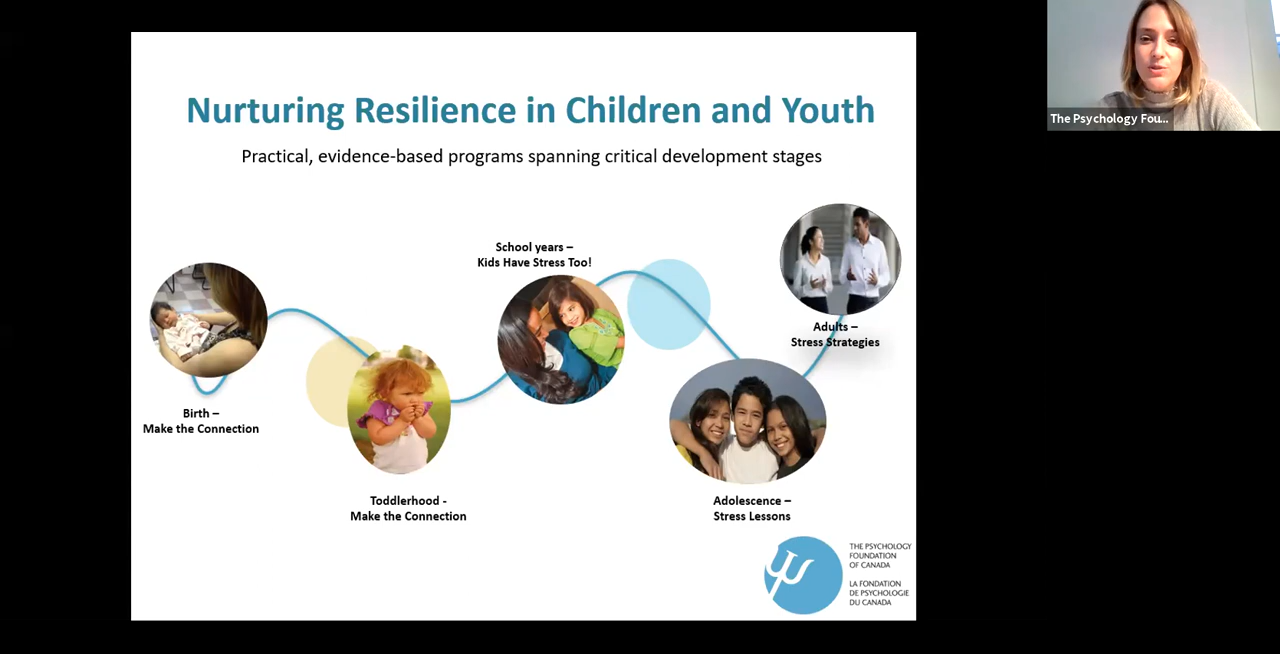 Nurturing Resilience in Children and Youth
Practical, evidence-based programs spanning critical development stages
Birth –
Make the Connection
Toddlerhood -
Make the Connection
School years –
Kids Have Stress Too!
Adolescence –
Stress Lessons
Adults –
Stress Strategies
THE PSYCHOLOGY
FOUNDATION
OF CANADA
LA FONDATION
DE PSYCHOLOGIE
DU CANADA
The Psychology Fou...